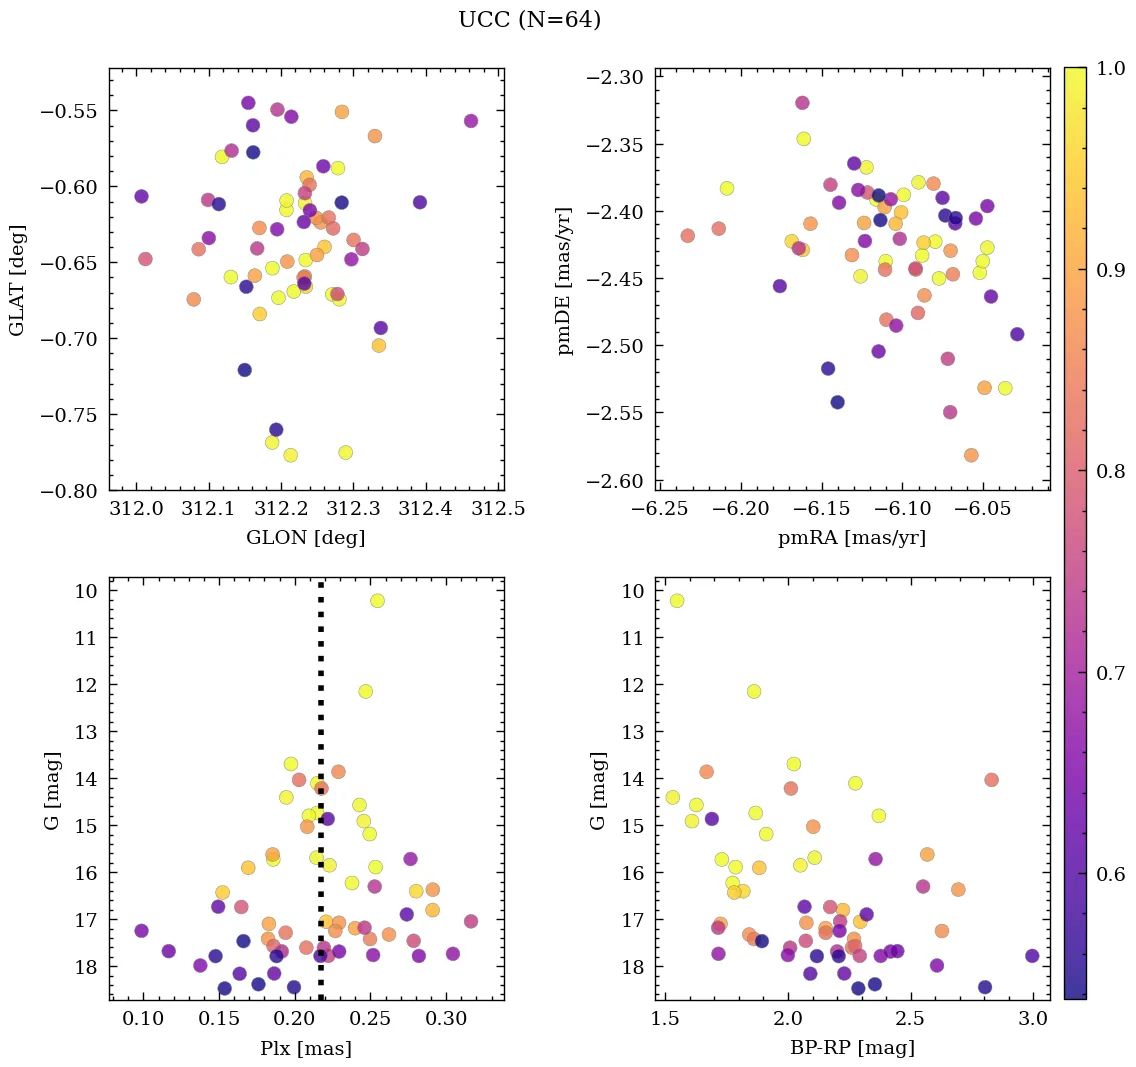 UCC (N=64)
−0.55
−0.60
−0.65
−0.70
−0.75
−0.80
GLAT [deg]
312.0 312.1 312.2 312.3 312.4 312.5
GLON [deg]
−2.30
−2.35
−2.40
−2.45
−2.50
−2.55
−2.60
pmDE [mas/yr]
−6.25 −6.20 −6.15 −6.10 −6.05
pmRA [mas/yr]
10
11
12
13
14
15
16
17
18
G [mag]
0.10 0.15 0.20 0.25 0.30
Plx [mas]
10
11
12
13
14
15
16
17
18
G [mag]
1.5 2.0 2.5 3.0
BP-RP [mag]
1.0
0.9
0.8
0.7
0.6